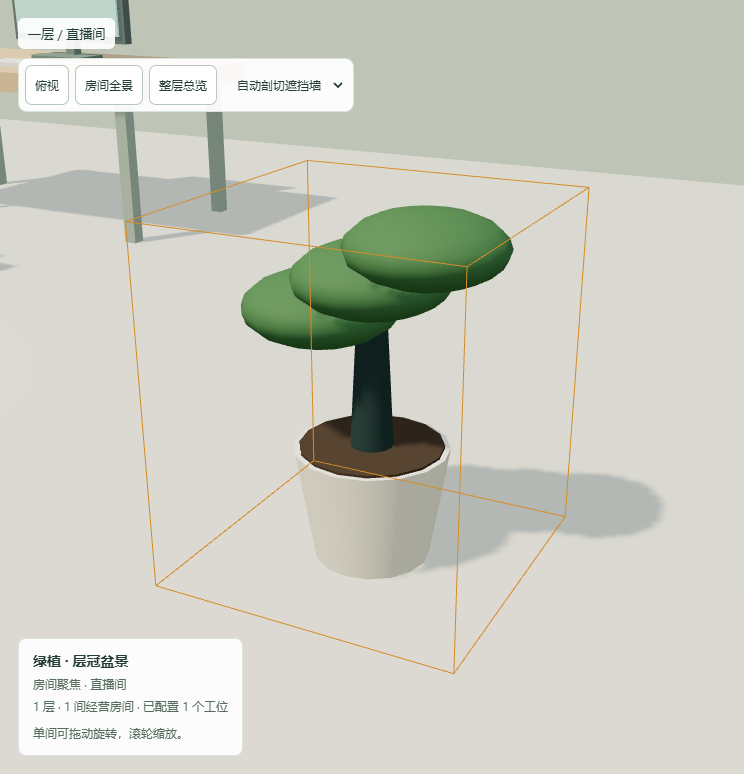 一层 / 直播间
俯视 房间全景 整层总览 自动剖切遮挡墙
绿植 · 层冠盆景
房间聚焦 · 直播间
1 层 · 1 间经营房间 · 已配置 1 个工位
单间可拖动旋转，滚轮缩放。